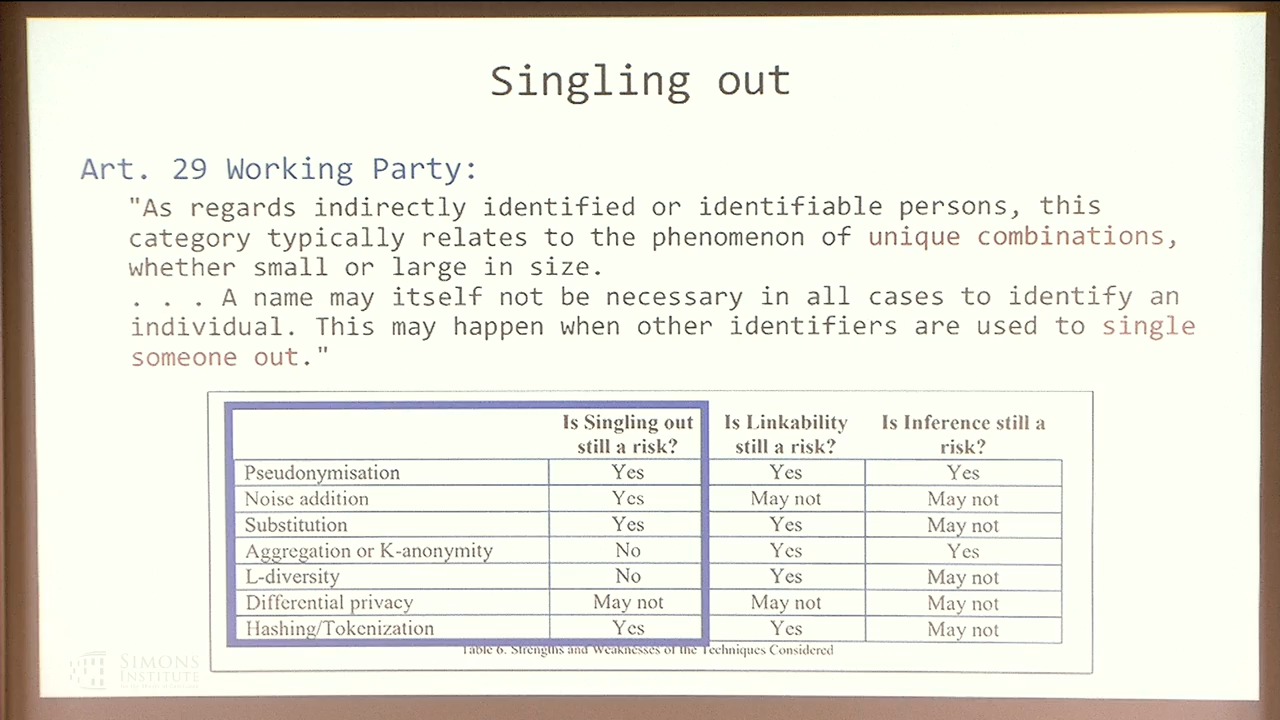 Singling out
Art. 29 Working Party:
"As regards indirectly identified or identifiable persons, this
category typically relates to the phenomenon of unique combinations,
whether small or large in size.
. . . A name may itself not be necessary in all cases to identify an
individual. This may happen when other identifiers are used to single
someone out."
Is Singling out still a risk? Is Linkability still a risk? Is Inference still a risk?
Pseudonymisation Yes Yes Yes
Noise addition Yes May not May not
Substitution Yes Yes May not
Aggregation or K-anonymity No Yes Yes
L-diversity No Yes May not
Differential privacy May not May not May not
Hashing/Tokenization Yes Yes May not
Table 6. Strengths and Weaknesses of the Techniques Considered
SIMONS
INSTITUTE